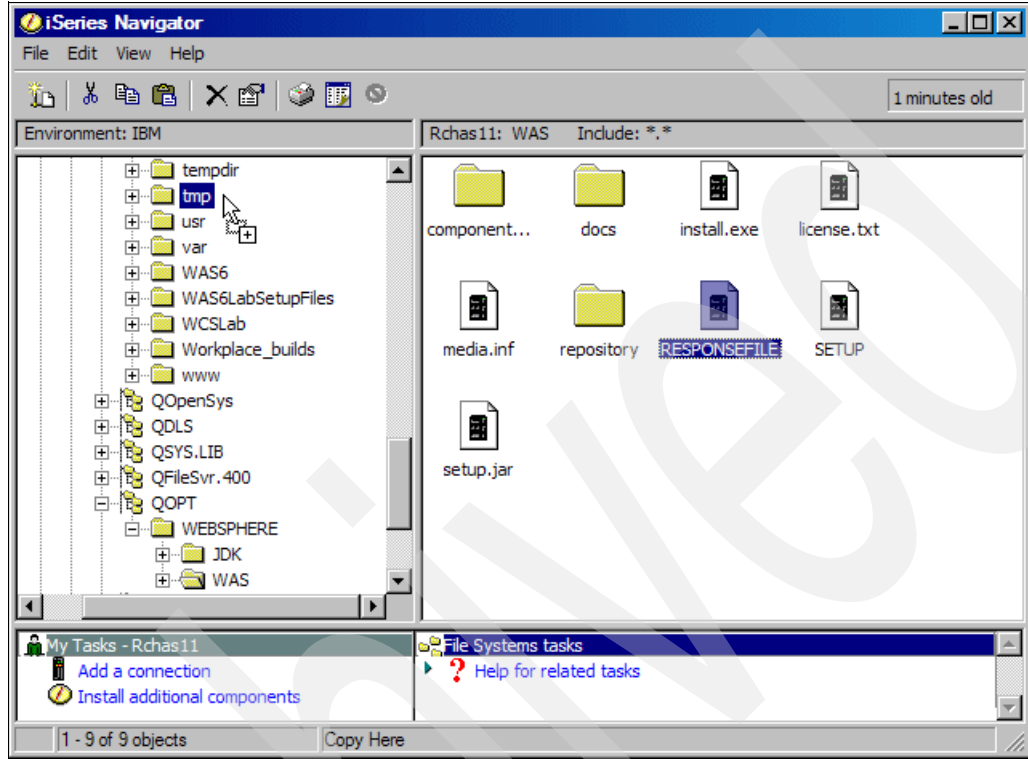 iSeries Navigator
File Edit View Help
1 minutes old
Environment: IBM
Rchas11: WAS Include: *.*
tempdir
tmp
usr
var
WAS6
WAS6LabSetupFiles
WCSLab
Workplace_builds
www
QOpenSys
QDLS
QSYS.LIB
QFileSvr.400
QOPT
WEBSPHERE
JDK
WAS
component... docs install.exe license.txt
media.inf repository RESPONSEFILE SETUP
setup.jar
My Tasks - Rchas11
Add a connection
Install additional components
File Systems tasks
? Help for related tasks
1 - 9 of 9 objects Copy Here